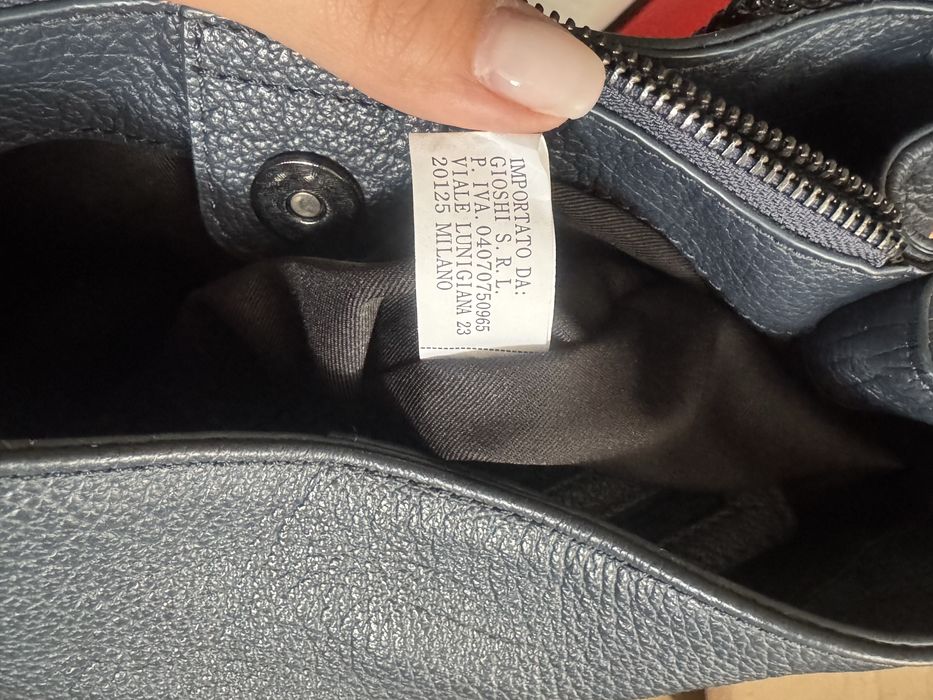 IMPORTATO DA:
GIOSHI S.R.L.
P. IVA.04070750965
VIALE LUNIGIANA 23
20125 MILANO